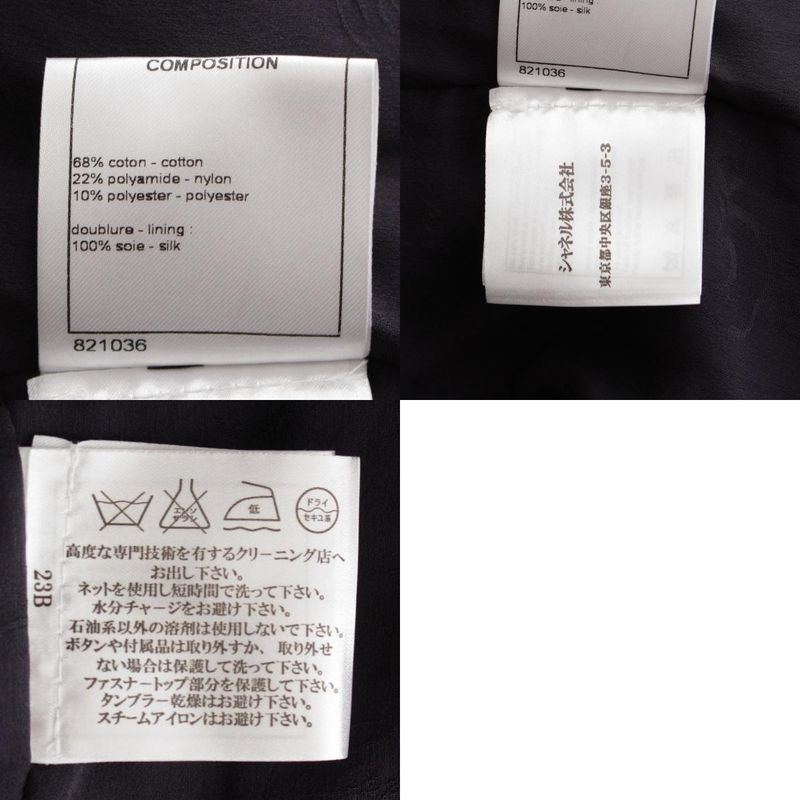 COMPOSITION
68% coton - cotton
22% polyamide - nylon
10% polyester - polyester
doublure - lining :
100% soie - silk
821036
- lining :
100% soie - silk
821036
シャネル株式会社
東京都中央区銀座3-5-3
エンソ
サラシ
低
ドライ
セキユ系
高度な専門技術を有するクリーニング店へ
お出し下さい。
ネットを使用し短時間で洗って下さい。
水分チャージをお避け下さい。
石油系以外の溶剤は使用しないで下さい。
ボタンや付属品は取り外すか、取り外せ
ない場合は保護して洗って下さい。
ファスナートップ部分を保護して下さい。
タンブラー乾燥はお避け下さい。
スチームアイロンはお避け下さい。
23B